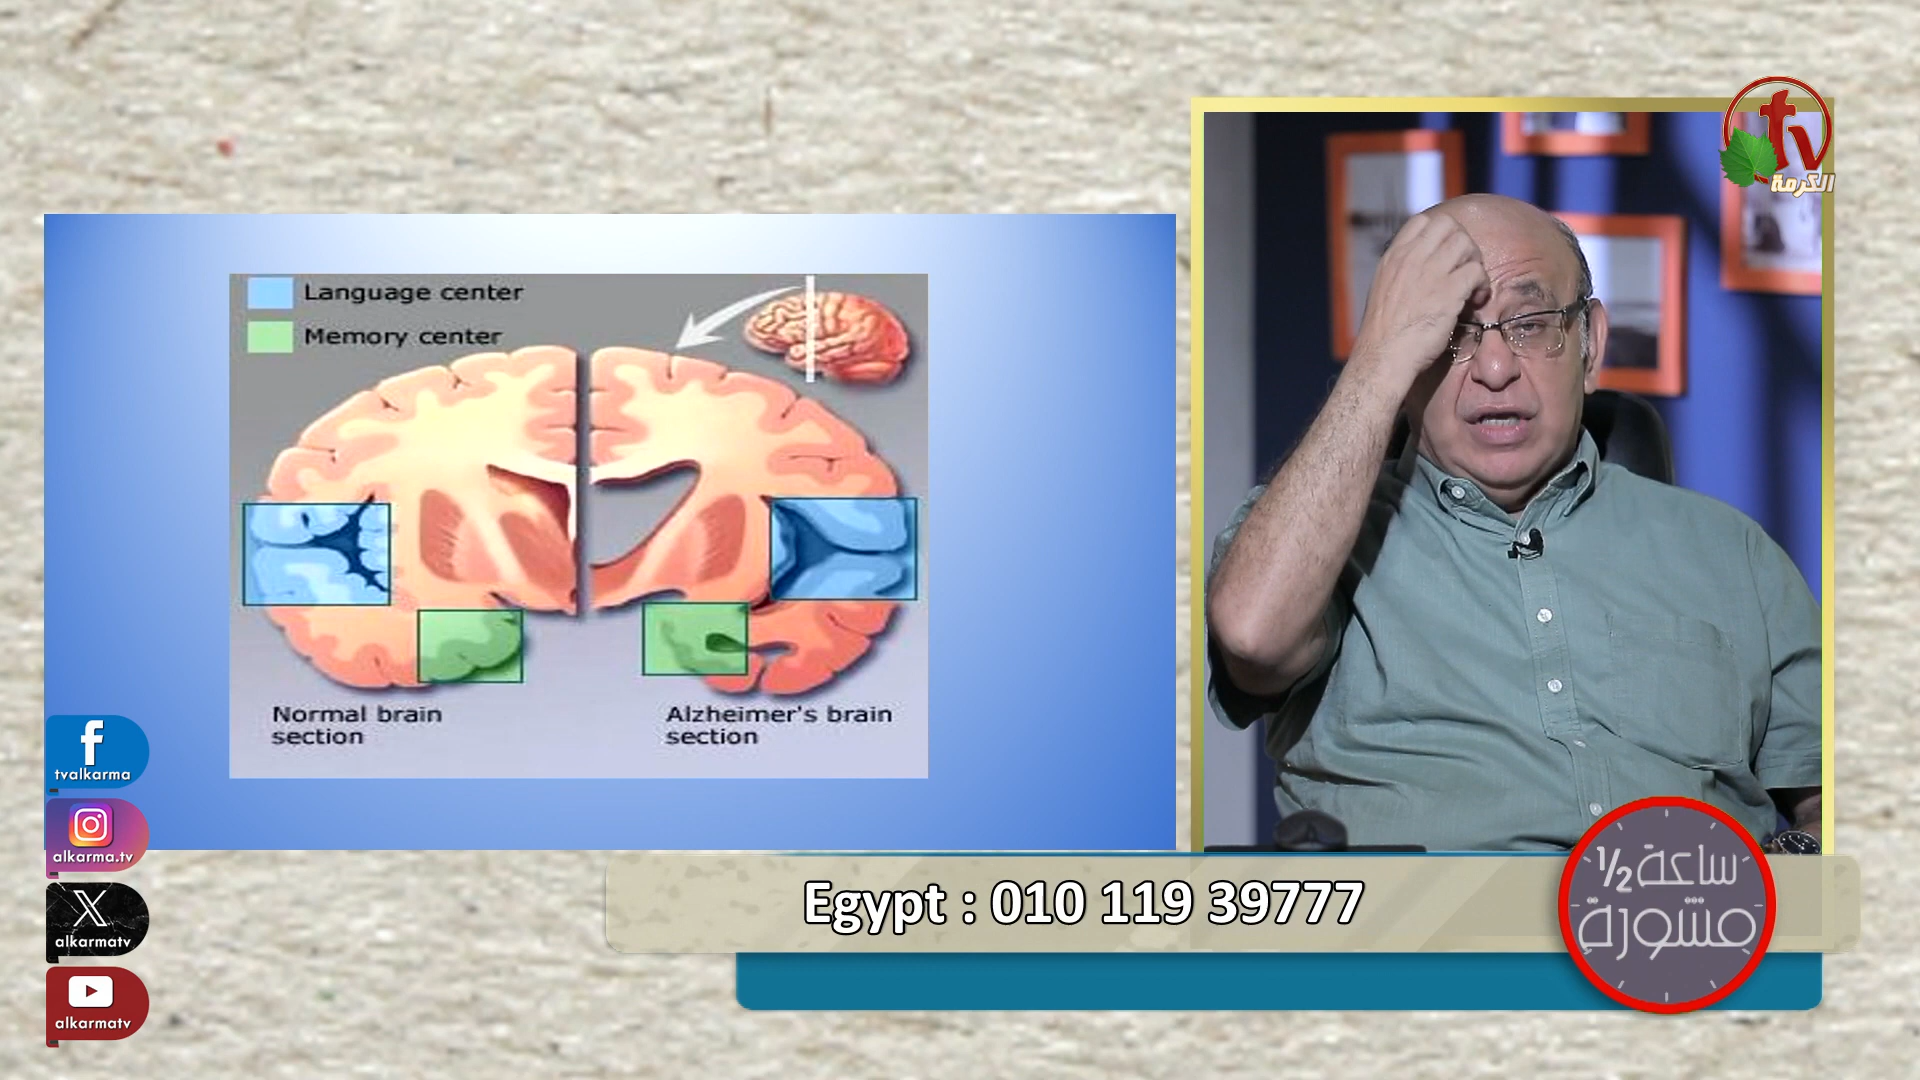 tv
الكرمة
Language center
Memory center
Normal brain
section
Alzheimer's brain
section
f
tvalkarma
alkarma.tv
X
alkarmatv
alkarmatv
Egypt : 010 119 39777
½ ساعة
مشورة